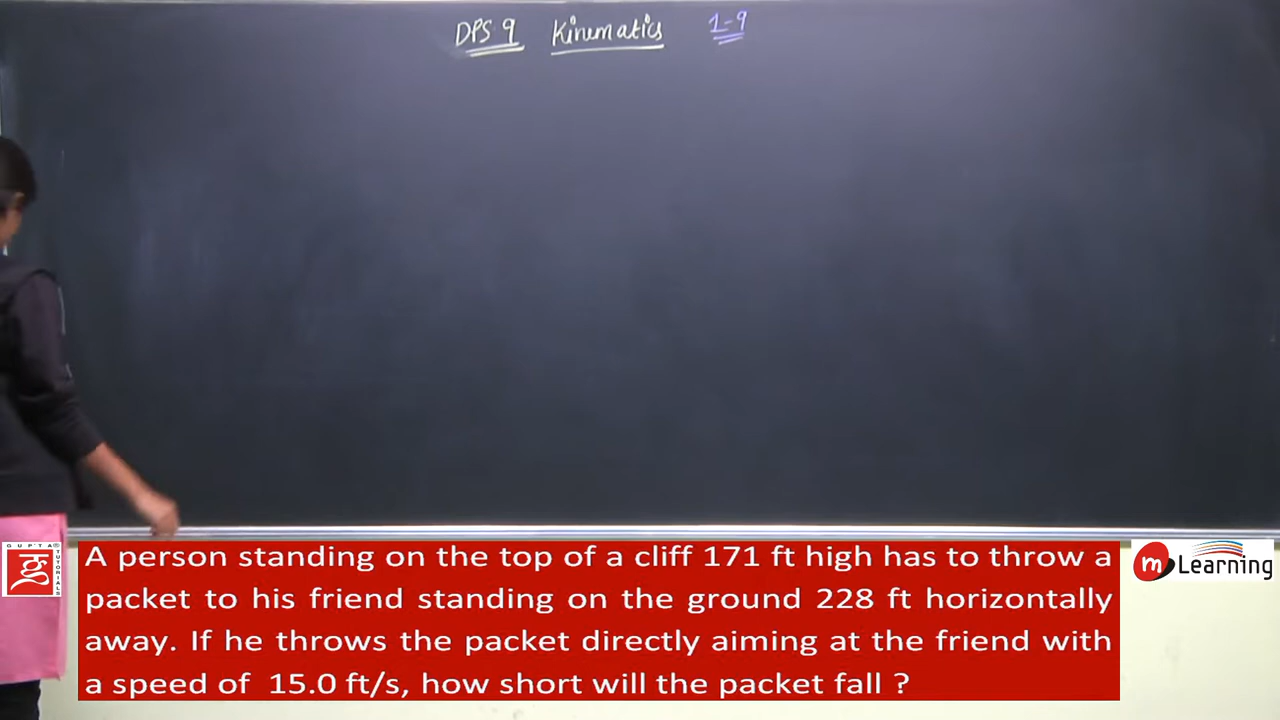 DPS 9 Kinematics 1-9
GUPTA
TUTORIALS
A person standing on the top of a cliff 171 ft high has to throw a
packet to his friend standing on the ground 228 ft horizontally
away. If he throws the packet directly aiming at the friend with
a speed of 15.0 ft/s, how short will the packet fall ?
m Learning